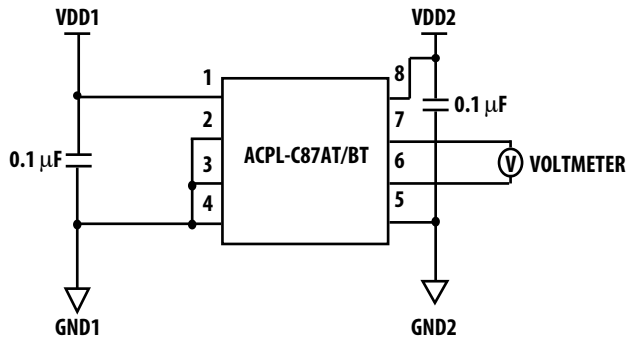 VDD1
VDD2
1
8
2
0.1 μF
7
ACPL-C87AT/BT
0.1 μF
3
6
V
VOLTMETER
4
5
GND1
GND2